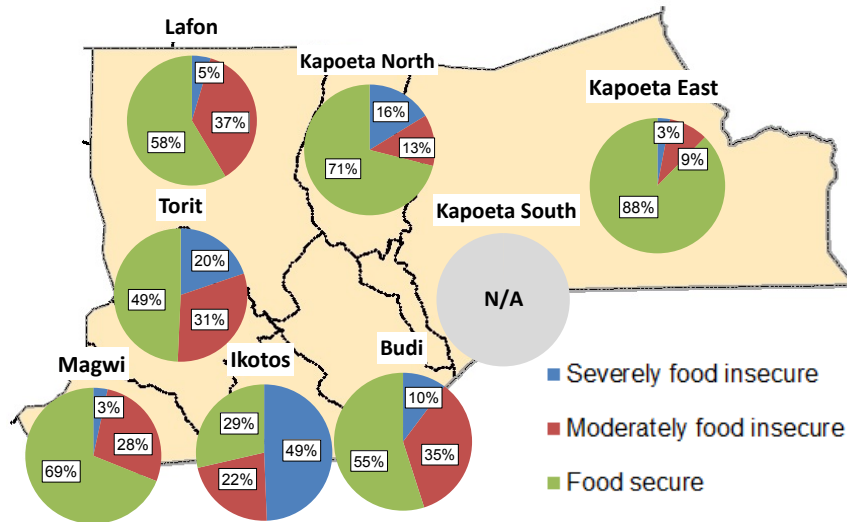 Lafon
5%
37%
58%
Kapoeta North
16%
13%
71%
Kapoeta East
3%
9%
88%
Torit
20%
31%
49%
Kapoeta South
N/A
Magwi
3%
28%
69%
Ikotos
29%
49%
22%
Budi
10%
35%
55%
Severely food insecure
Moderately food insecure
Food secure